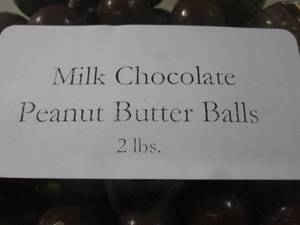 Milk Chocolate
Peanut Butter Balls
2 lbs.